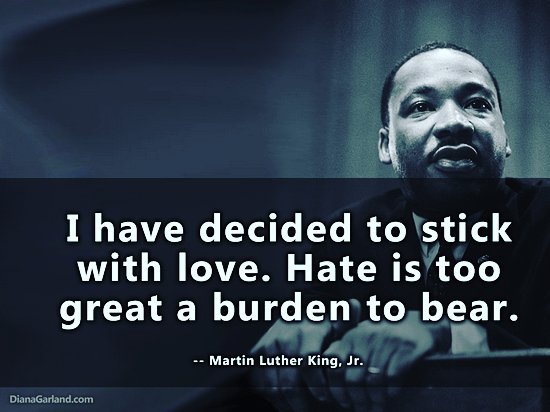 I have decided to stick
with love. Hate is too
great a burden to bear.
-- Martin Luther King, Jr.
DianaGarland.com